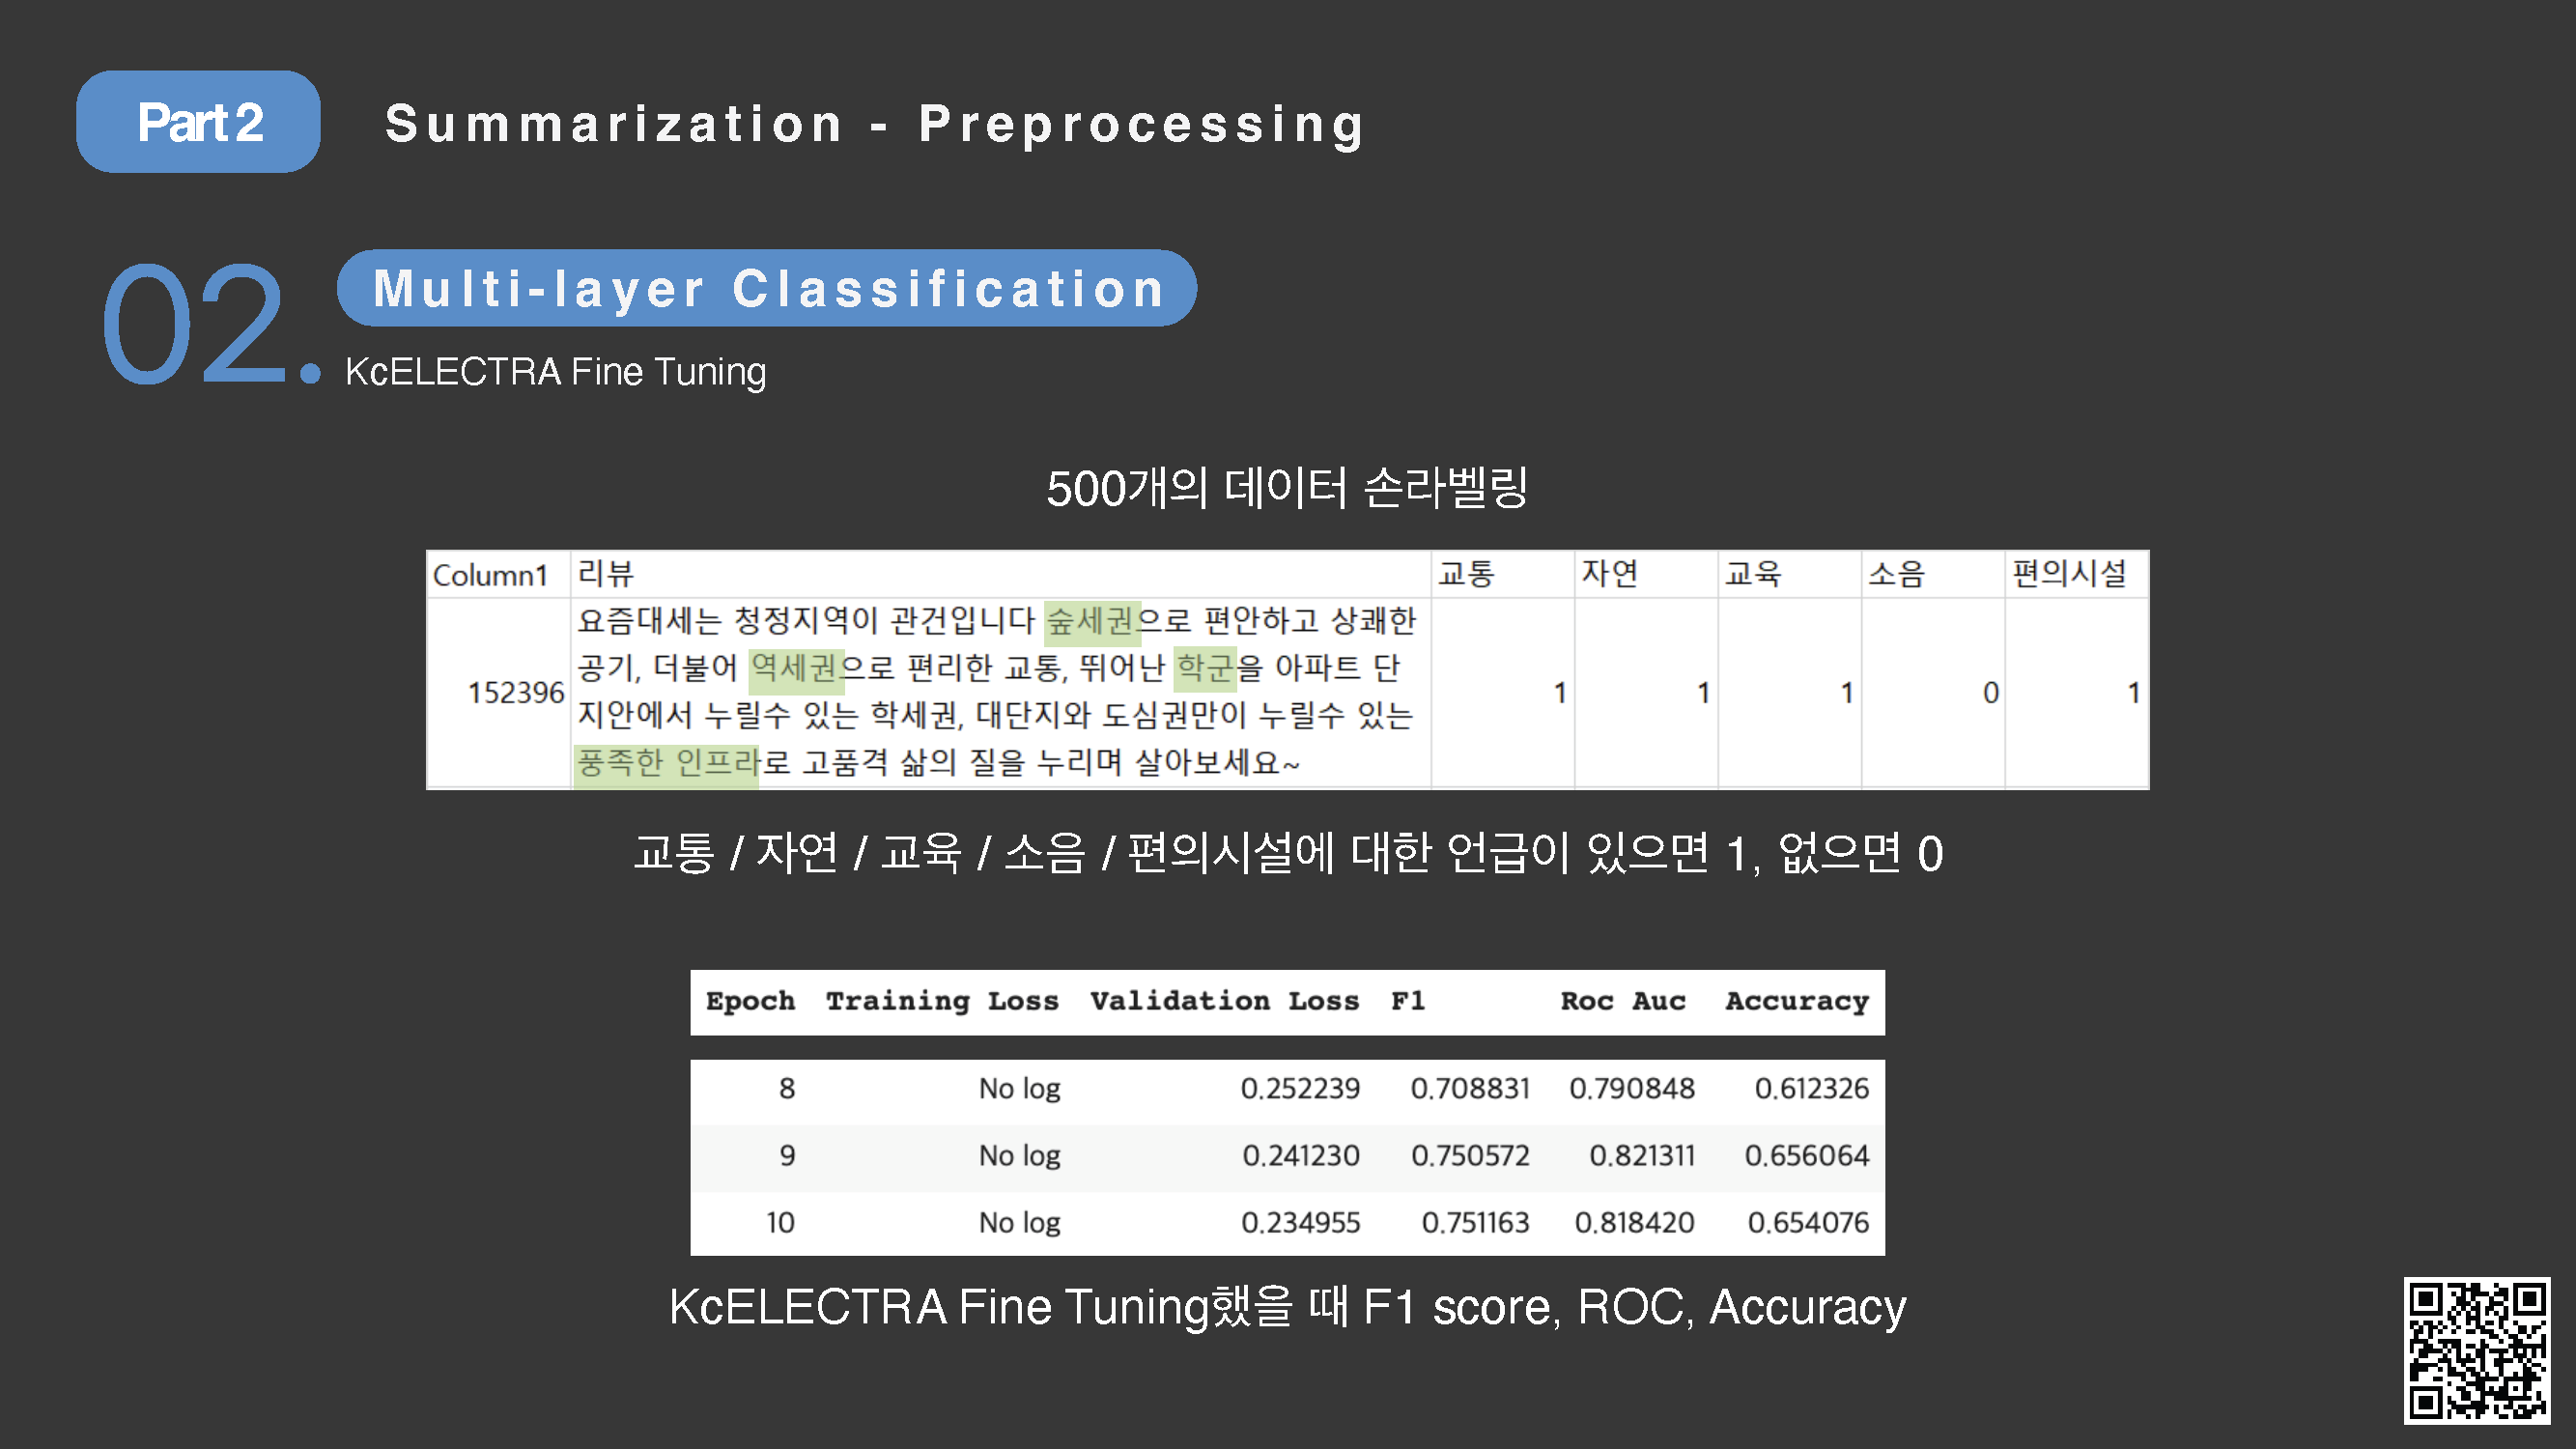 Part 2
Summarization - Preprocessing
02.
Multi-layer Classification
KcELECTRA Fine Tuning
500개의 데이터 손라벨링
Column1 리뷰 교통 자연 교육 소음 편의시설
요즘대세는 청정지역이 관건입니다 숲세권으로 편안하고 상쾌한
공기, 더불어 역세권으로 편리한 교통, 뛰어난 학군을 아파트 단
152396 1 1 1 0 1
지안에서 누릴수 있는 학세권, 대단지와 도심권만이 누릴수 있는
풍족한 인프라로 고품격 삶의 질을 누리며 살아보세요~
교통 / 자연 / 교육 / 소음 / 편의시설에 대한 언급이 있으면 1, 없으면 0
Epoch Training Loss Validation Loss F1 Roc Auc Accuracy
8 No log 0.252239 0.708831 0.790848 0.612326
9 No log 0.241230 0.750572 0.821311 0.656064
10 No log 0.234955 0.751163 0.818420 0.654076
KcELECTRA Fine Tuning했을 때 F1 score, ROC, Accuracy